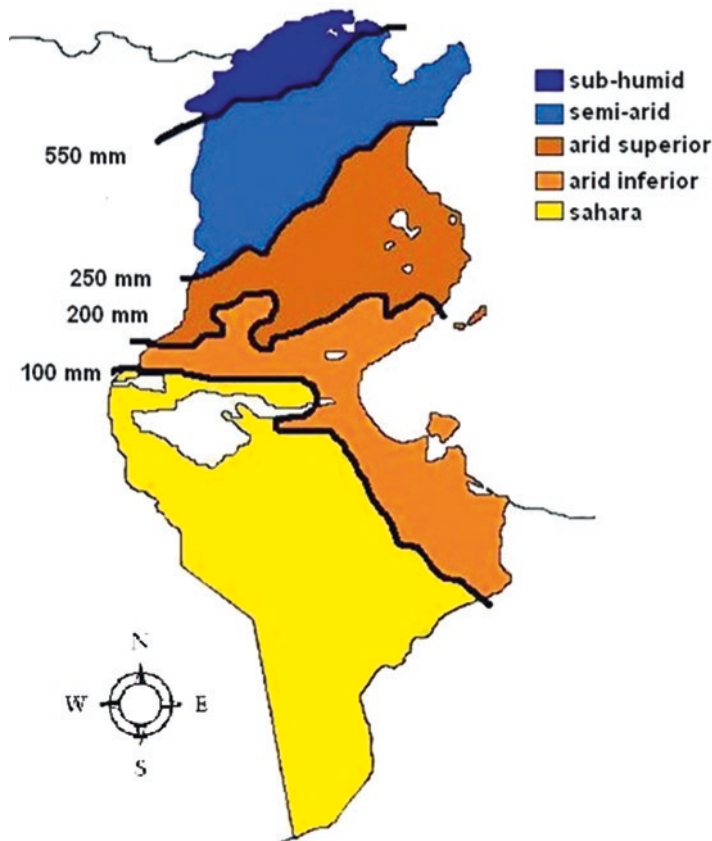 sub-humid
semi-arid
arid superior
arid inferior
sahara
550 mm
250 mm
200 mm
100 mm
N
W E
S